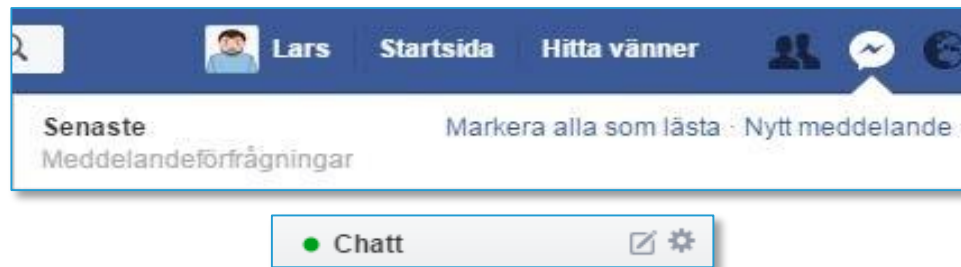 Lars Startsida Hitta vänner
Senaste Markera alla som lästa · Nytt meddelande
Meddelandeförfrågningar
Chatt